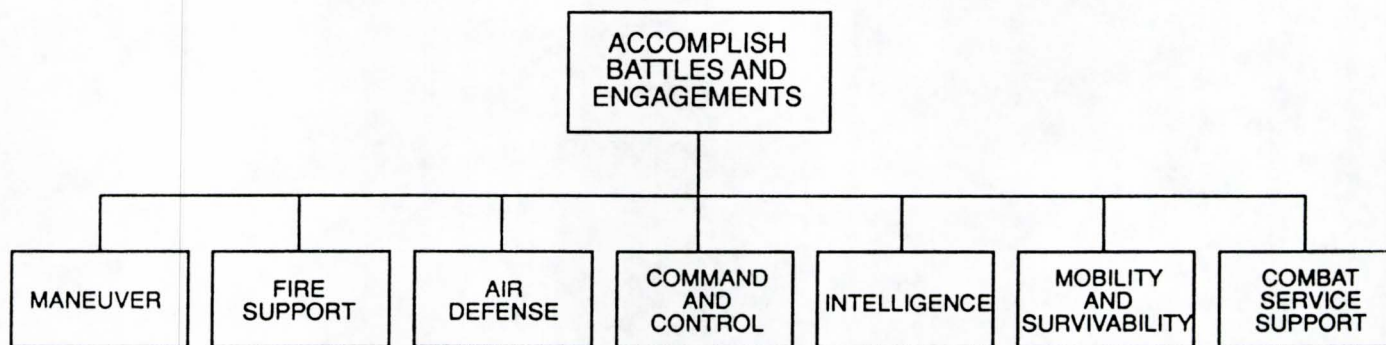 ACCOMPLISH
BATTLES AND
ENGAGEMENTS
MANEUVER
FIRE
SUPPORT
AIR
DEFENSE
COMMAND
AND
CONTROL
INTELLIGENCE
MOBILITY
AND
SURVIVABILITY
COMBAT
SERVICE
SUPPORT